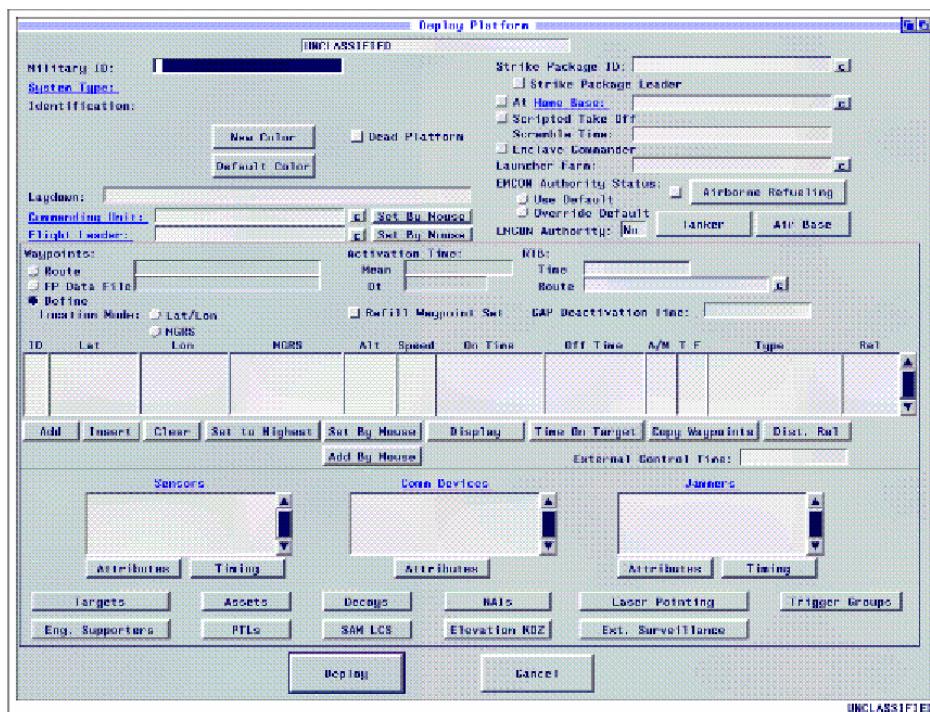 Deploy Platform
UNCLASSIFIED
Military ID:
System Type:
Identification:
New Color
Dead Platform
Default Color
Laydown:
Commanding Unit: c Set By Mouse
Flight Leader: c Set By Mouse
Strike Package ID: c
Strike Package Leader
At Home Base: c
Scripted Take Off
Scramble Time:
Enclave Commander
Launcher Farm: c
EMCON Authority Status:
Use Default
Override Default
EMCON Authority: No
Airborne Refueling
Tanker Air Base
Waypoints: Activation Time: RTB:
Route Mean Time
FP Data File Dt Route c
Define
Location Mode: Lat/Lon Refill Waypoint Set CAP Deactivation Time:
MGRS
ID Lat Lon MGRS Alt Speed On Time Off Time A/M T F Type Rel
Add Insert Clear Set to Highest Set By Mouse Display Time On Target Copy Waypoints Dist. Rel
Add By Mouse External Control Time:
Sensors Comm Devices Jammers
Attributes Timing Attributes Attributes Timing
Targets Assets Decoys NAIs Laser Pointing Trigger Groups
Eng. Supporters PTLs SAM LCS Elevation KOZ Ext. Surveillance
Deploy Cancel
UNCLASSIFIED